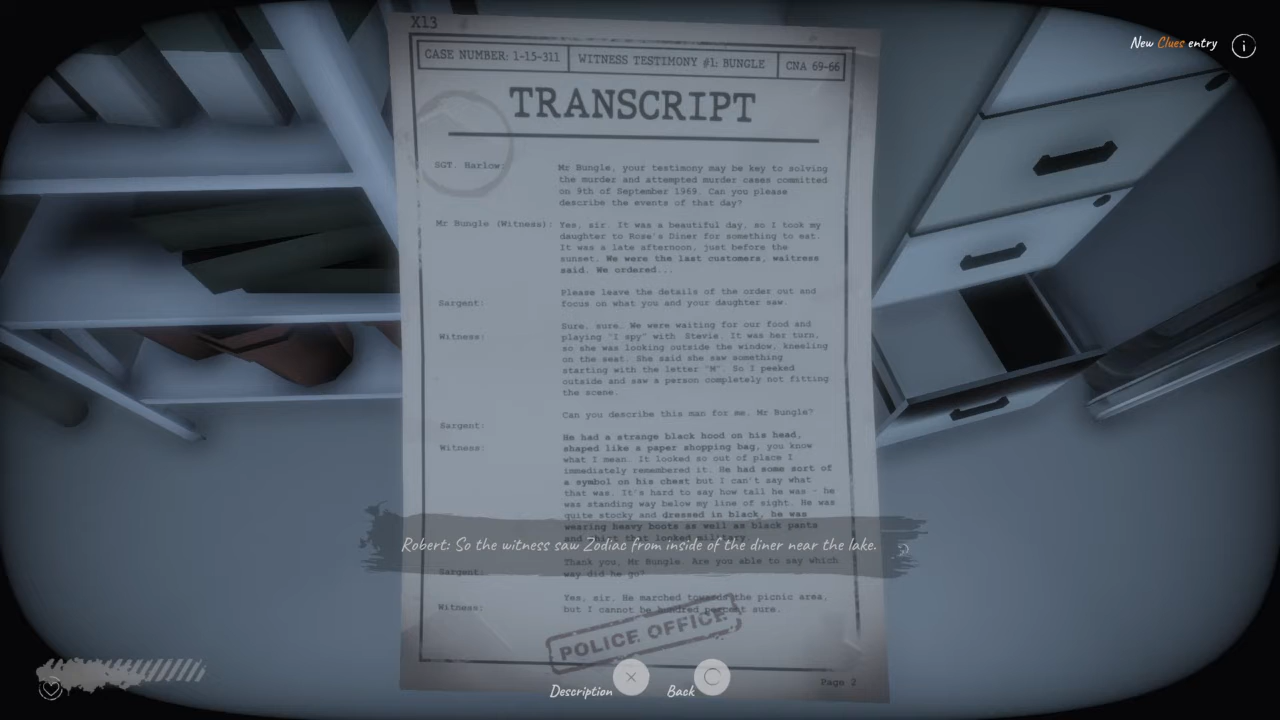 X13
New Clues entry
CASE NUMBER: 1-15-311
WITNESS TESTIMONY #1: BUNGLE
CNA 69-66
TRANSCRIPT
SGT. Harlow:
Mr Bungle, your testimony may be key to solving
the murder and attempted murder cases committed
on 9th of September 1969. Can you please
describe the events of that day?
Mr Bungle (Witness):
Yes, sir. It was a beautiful day, so I took my
daughter to Rose's Diner for something to eat.
It was a late afternoon, just before the
sunset. We were the last customers, waitress
said. We ordered...
Sargent:
Please leave the details of the order out and
focus on what you and your daughter saw.
Witness:
Sure, sure. We were waiting for our food and
playing "I spy" with Stevie. It was her turn,
so she was looking outside the window, kneeling
on the seat. She said she saw something
starting with the letter "M". So I peeked
outside and saw a person completely not fitting
the scene.
Sargent:
Can you describe this man for me, Mr Bungle?
Witness:
He had a strange black hood on his head,
shaped like a paper shopping bag, you know
what I mean. It looked so out of place I
immediately remembered it. He had some sort of
a symbol on his chest but I can't say what
that was. It's hard to say how tall he was - he
was standing way below my line of sight. He was
quite stocky and dressed in black, he was
wearing heavy boots as well as black pants
and shirt that looked military.
Robert: So the witness saw Zodiac from inside of the diner near the lake.
Sargent:
Thank you, Mr Bungle. Are you able to say which
way did he go?
Witness:
Yes, sir. He marched towards the picnic area,
but I cannot be hundred percent sure.
POLICE OFFICE
Page 2
Description
Back